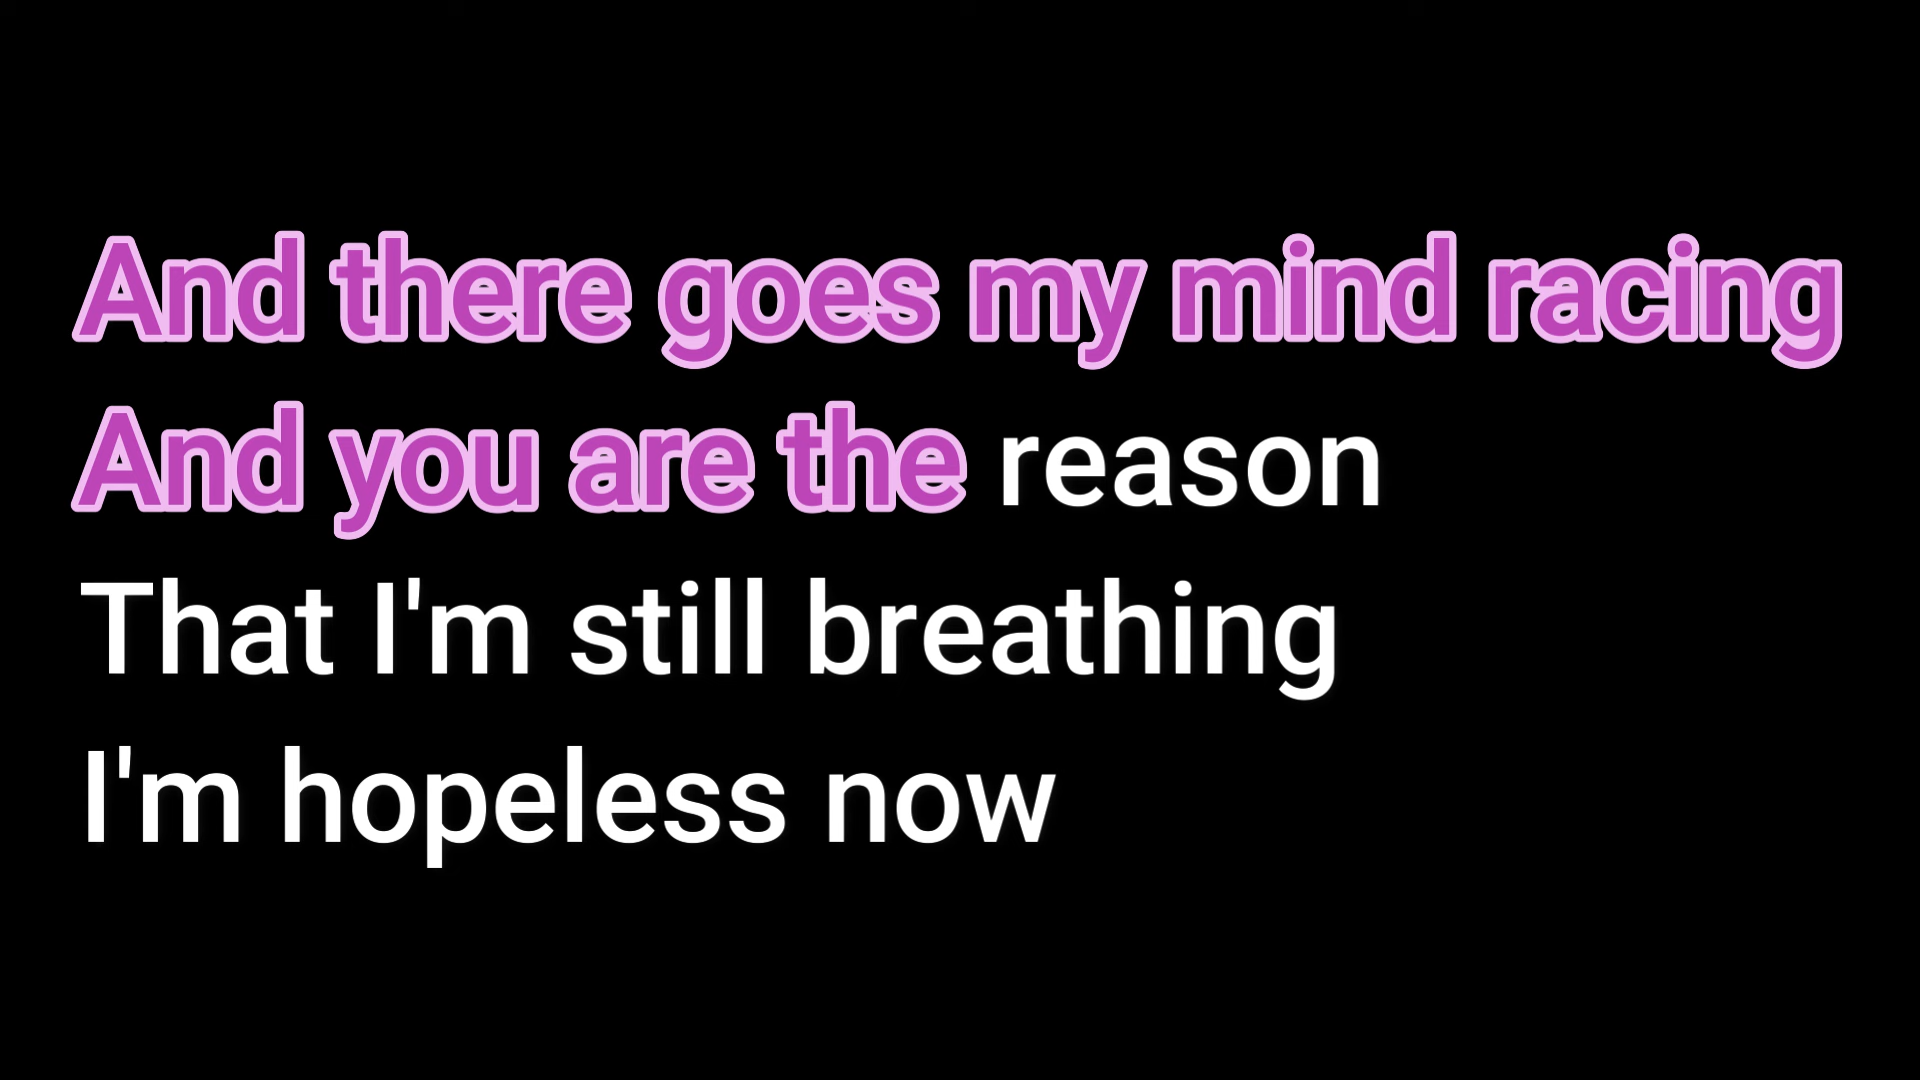 And there goes my mind racing
And you are the reason
That I'm still breathing
I'm hopeless now